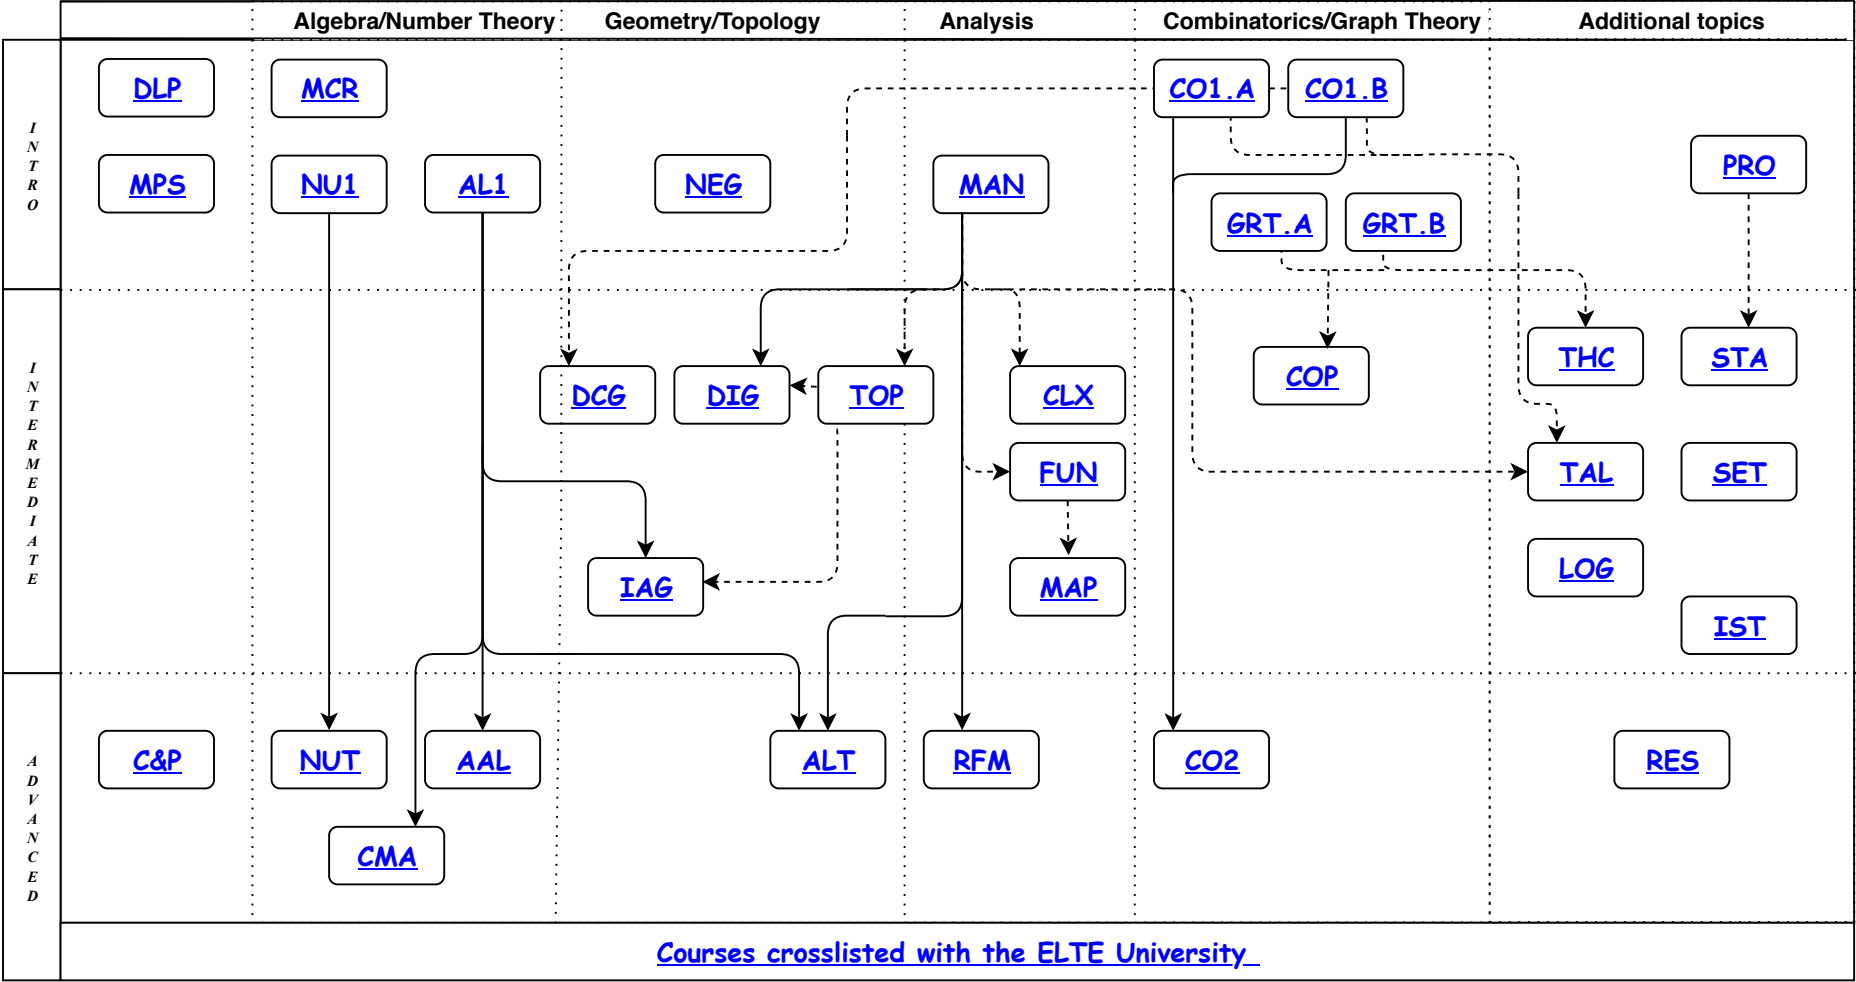 Algebra/Number Theory Geometry/Topology Analysis Combinatorics/Graph Theory Additional topics
INTRO
DLP MCR CO1.A CO1.B
PRO
MPS NU1 AL1 NEG MAN
GRT.A GRT.B
INTERMEDIATE
THC STA
COP
DCG DIG TOP CLX
FUN TAL SET
LOG
IAG MAP
IST
ADVANCED
C&P NUT AAL ALT RFM CO2 RES
CMA
Courses crosslisted with the ELTE University